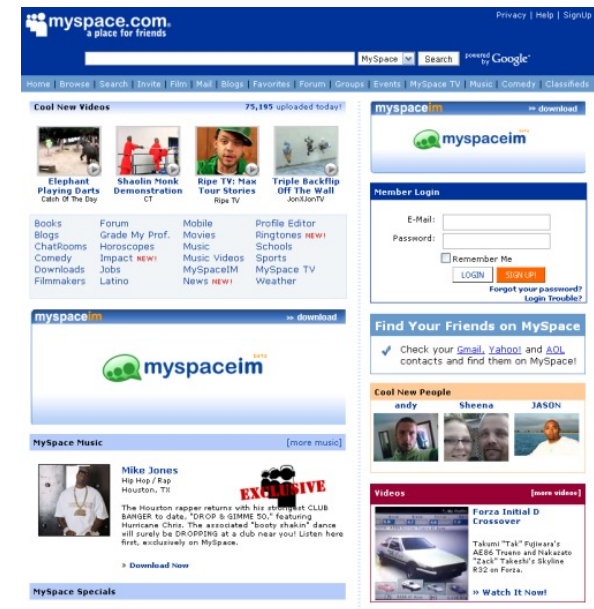 myspace.com.
a place for friends
Privacy | Help | SignUp
MySpace Search powered by Google
Home | Browse | Search | Invite | Film | Mail | Blogs | Favorites | Forum | Groups | Events | MySpace TV | Music | Comedy | Classifieds
Cool New Videos 75,195 uploaded today!
Elephant Playing Darts
Catch Of The Day
Shaolin Monk Demonstration
CT
Ripe TV: Max Tour Stories
Ripe TV
Triple Backflip Off The Wall
JonXJonTV
Books Forum Mobile Profile Editor
Blogs Grade My Prof. Movies Ringtones NEW!
ChatRooms Horoscopes Music Schools
Comedy Impact NEW! Music Videos Sports
Downloads Jobs MySpaceIM MySpace TV
Filmmakers Latino News NEW! Weather
myspaceim » download
myspaceim
BETA
MySpace Music [more music]
Mike Jones
Hip Hop / Rap
Houston, TX
EXCLUSIVE
The Houston rapper returns with his strongest CLUB
BANGER to date, "DROP & GIMME 50," featuring
Hurricane Chris. The associated "booty shakin" dance
will surely be DROPPING at a club near you! Listen here
first, exclusively on MySpace.
» Download Now
MySpace Specials
myspaceim » download
myspaceim
BETA
Member Login
E-Mail:
Password:
Remember Me
LOGIN SIGN UP!
Forgot your password?
Login Trouble?
Find Your Friends on MySpace
Check your Gmail, Yahoo! and AOL
contacts and find them on MySpace!
Cool New People
andy Sheena JASON
Videos [more videos]
Forza Initial D
Crossover
Takumi "Tak" Fujiwara's
AE86 Trueno and Nakazato
"Zack" Takeshi's Skyline
R32 on Forza.
» Watch It Now!